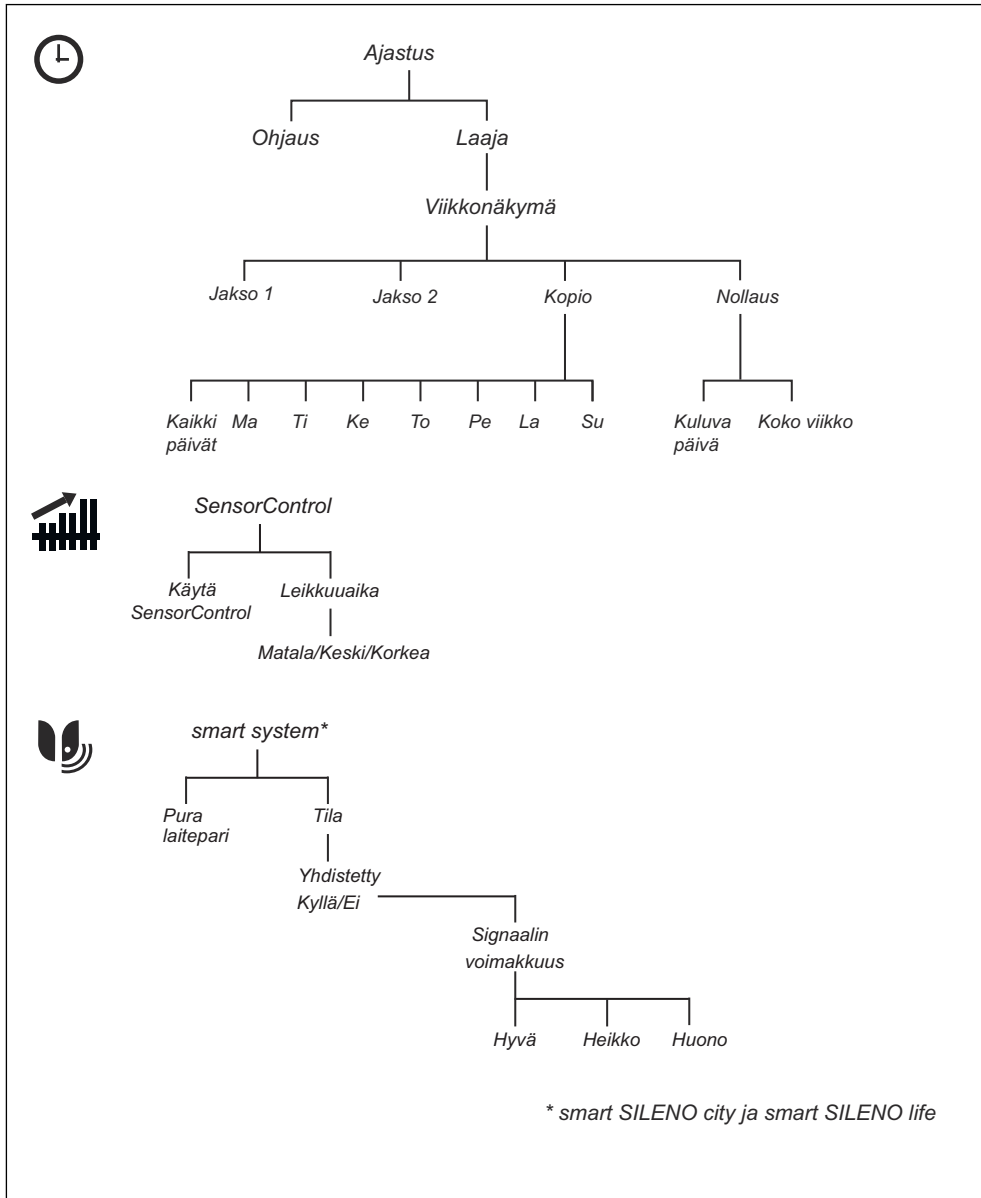 Ajastus
Ohjaus Laaja
Viikkonäkymä
Jakso 1 Jakso 2 Kopio Nollaus
Kaikki Ma Ti Ke To Pe La Su Kuluva Koko viikko
päivät päivä
SensorControl
Käytä Leikkuuaika
SensorControl
Matala/Keski/Korkea
smart system*
Pura Tila
laitepari
Yhdistetty
Kyllä/Ei
Signaalin
voimakkuus
Hyvä Heikko Huono
* smart SILENO city ja smart SILENO life